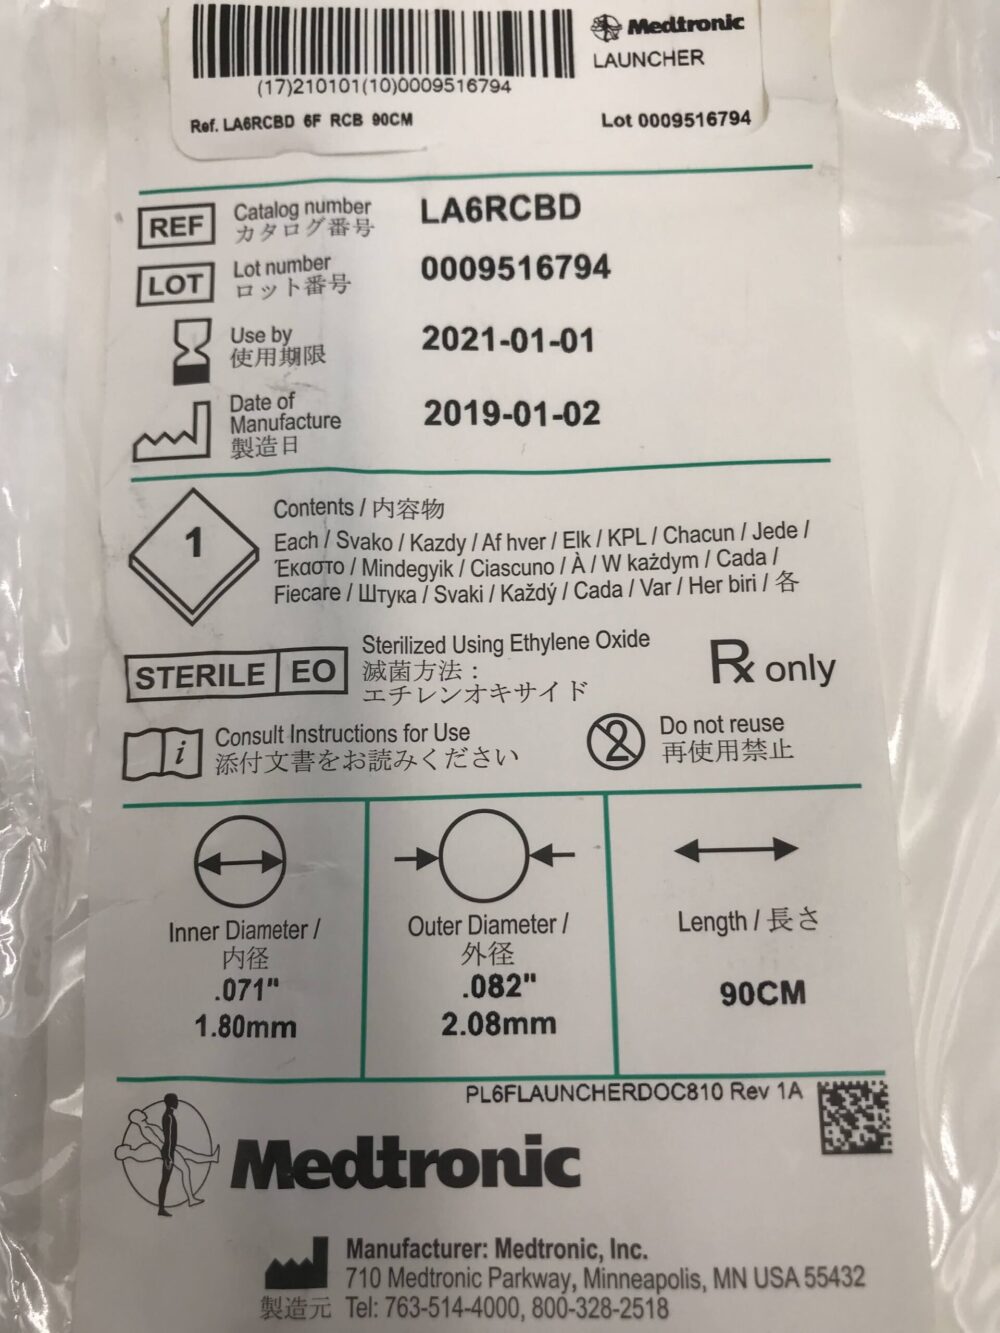 Medtronic
LAUNCHER
(17)210101(10)0009516794
Ref. LA6RCBD 6F RCB 90CM
Lot 0009516794
REF Catalog number LA6RCBD
カタログ番号
LOT Lot number 0009516794
ロット番号
Use by 2021-01-01
使用期限
Date of
Manufacture 2019-01-02
製造日
Contents / 内容物
1
Each / Svako / Kazdy / Af hver / Elk / KPL / Chacun / Jede /
Έκαστο / Mindegyik / Ciascuno / À / W każdym / Cada /
Fiecare / Штука / Svaki / Každý / Cada / Var / Her biri / 各
STERILE EO
Sterilized Using Ethylene Oxide
滅菌方法：
エチレンオキサイド
Rx only
i
Consult Instructions for Use
添付文書をお読みください
2
Do not reuse
再使用禁止
Inner Diameter /
内径
.071"
1.80mm
Outer Diameter /
外径
.082"
2.08mm
Length / 長さ
90CM
PL6FLAUNCHERDOC810 Rev 1A
Medtronic
Manufacturer: Medtronic, Inc.
710 Medtronic Parkway, Minneapolis, MN USA 55432
製造元 Tel: 763-514-4000, 800-328-2518